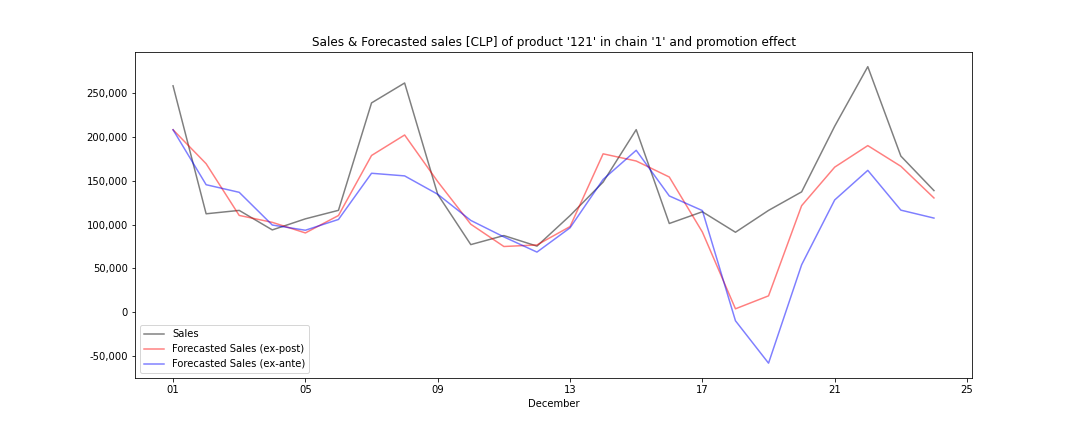 Sales & Forecasted sales [CLP] of product '121' in chain '1' and promotion effect
250,000
200,000
150,000
100,000
50,000
0
-50,000
Sales
Forecasted Sales (ex-post)
Forecasted Sales (ex-ante)
01 05 09 13 17 21 25
December